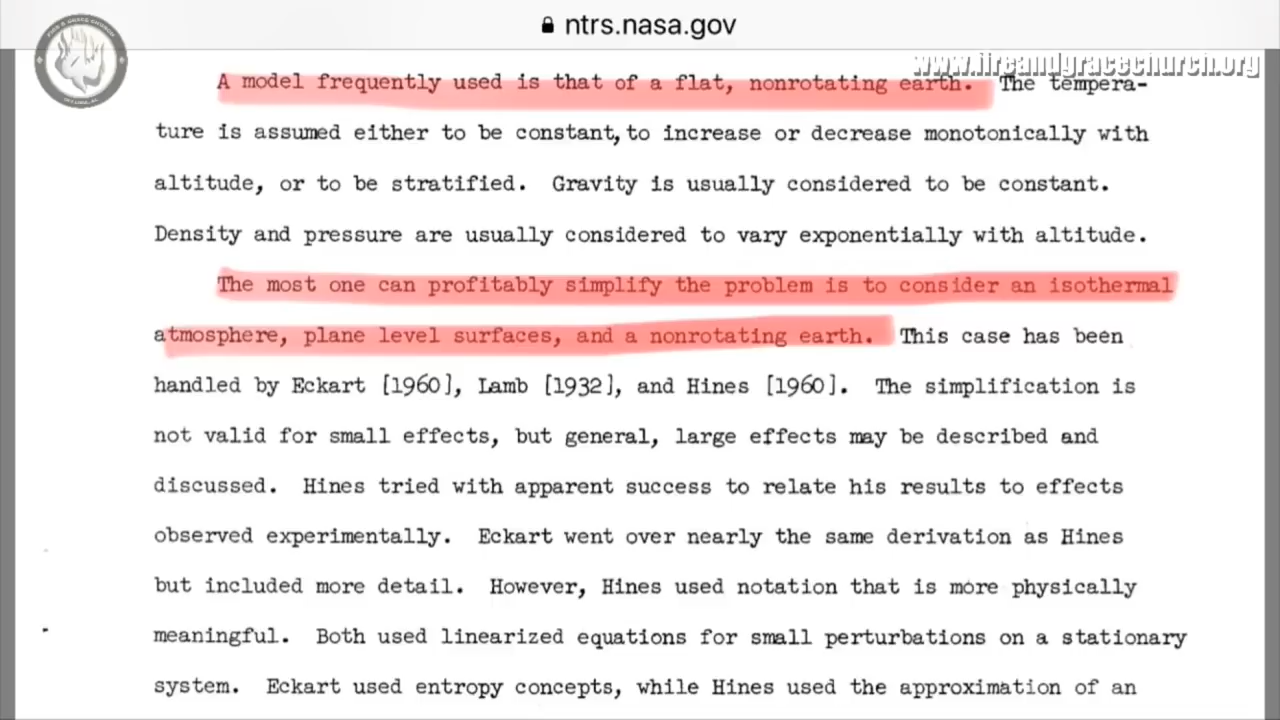 ntrs.nasa.gov
FIRE & GRACE CHURCH
www.fireandgracechurch.org
A model frequently used is that of a flat, nonrotating earth. The tempera-
ture is assumed either to be constant, to increase or decrease monotonically with
altitude, or to be stratified. Gravity is usually considered to be constant.
Density and pressure are usually considered to vary exponentially with altitude.
The most one can profitably simplify the problem is to consider an isothermal
atmosphere, plane level surfaces, and a nonrotating earth. This case has been
handled by Eckart [1960], Lamb [1932], and Hines [1960]. The simplification is
not valid for small effects, but general, large effects may be described and
discussed. Hines tried with apparent success to relate his results to effects
observed experimentally. Eckart went over nearly the same derivation as Hines
but included more detail. However, Hines used notation that is more physically
meaningful. Both used linearized equations for small perturbations on a stationary
system. Eckart used entropy concepts, while Hines used the approximation of an